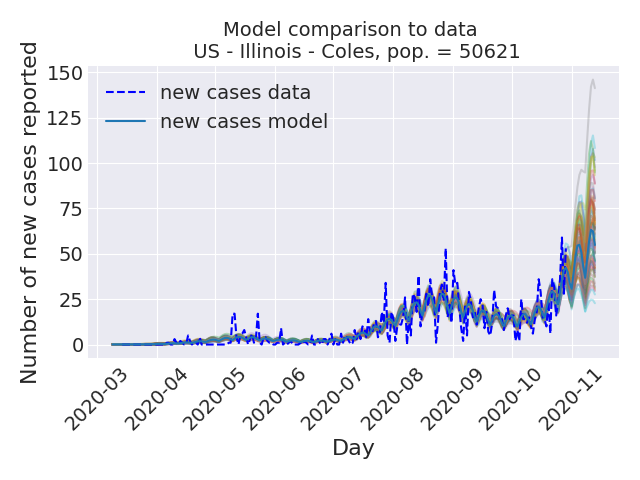 Model comparison to data
US - Illinois - Coles, pop. = 50621
Number of new cases reported
150
125
100
75
50
25
0
new cases data
new cases model
2020-03
2020-04
2020-05
2020-06
2020-07
2020-08
2020-09
2020-10
2020-11
Day